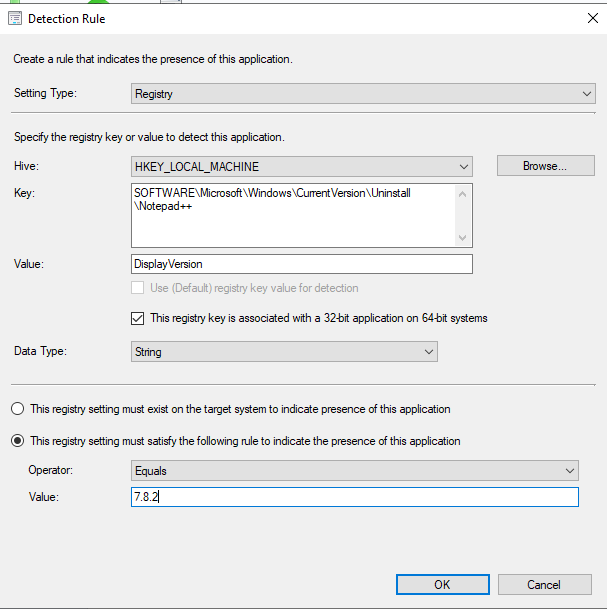 Detection Rule
Create a rule that indicates the presence of this application.
Setting Type: Registry
Specify the registry key or value to detect this application.
Hive: HKEY_LOCAL_MACHINE Browse...
Key: SOFTWARE\Microsoft\Windows\CurrentVersion\Uninstall
\Notepad++
Value: DisplayVersion
Use (Default) registry key value for detection
This registry key is associated with a 32-bit application on 64-bit systems
Data Type: String
This registry setting must exist on the target system to indicate presence of this application
This registry setting must satisfy the following rule to indicate the presence of this application
Operator: Equals
Value: 7.8.2
OK Cancel